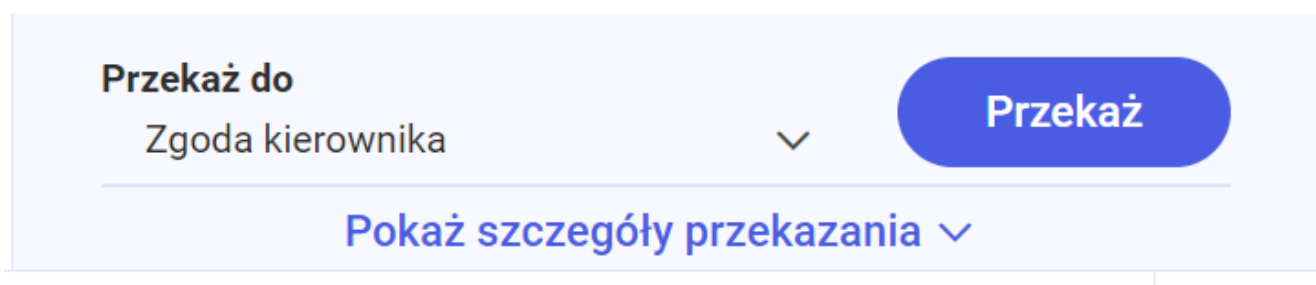 Przekaż do
Zgoda kierownika
Przekaż
Pokaż szczegóły przekazania